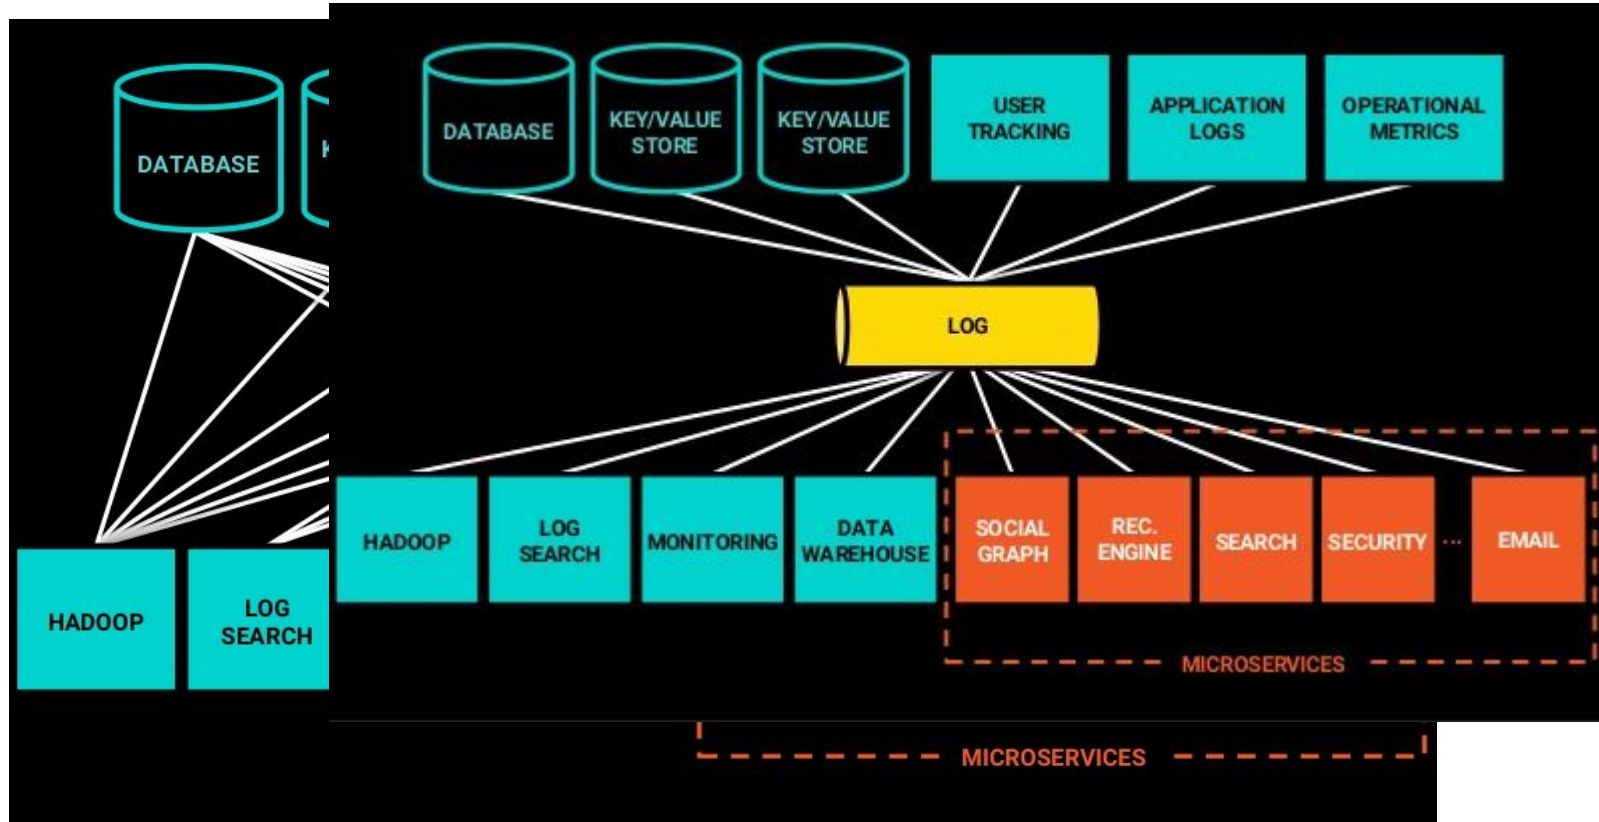 DATABASE
KEY/VALUE
STORE
KEY/VALUE
STORE
USER
TRACKING
APPLICATION
LOGS
OPERATIONAL
METRICS
LOG
HADOOP
LOG
SEARCH
MONITORING
DATA
WAREHOUSE
SOCIAL
GRAPH
REC.
ENGINE
SEARCH
SECURITY
...
EMAIL
MICROSERVICES
DATABASE
K
HADOOP
LOG
SEARCH
MICROSERVICES